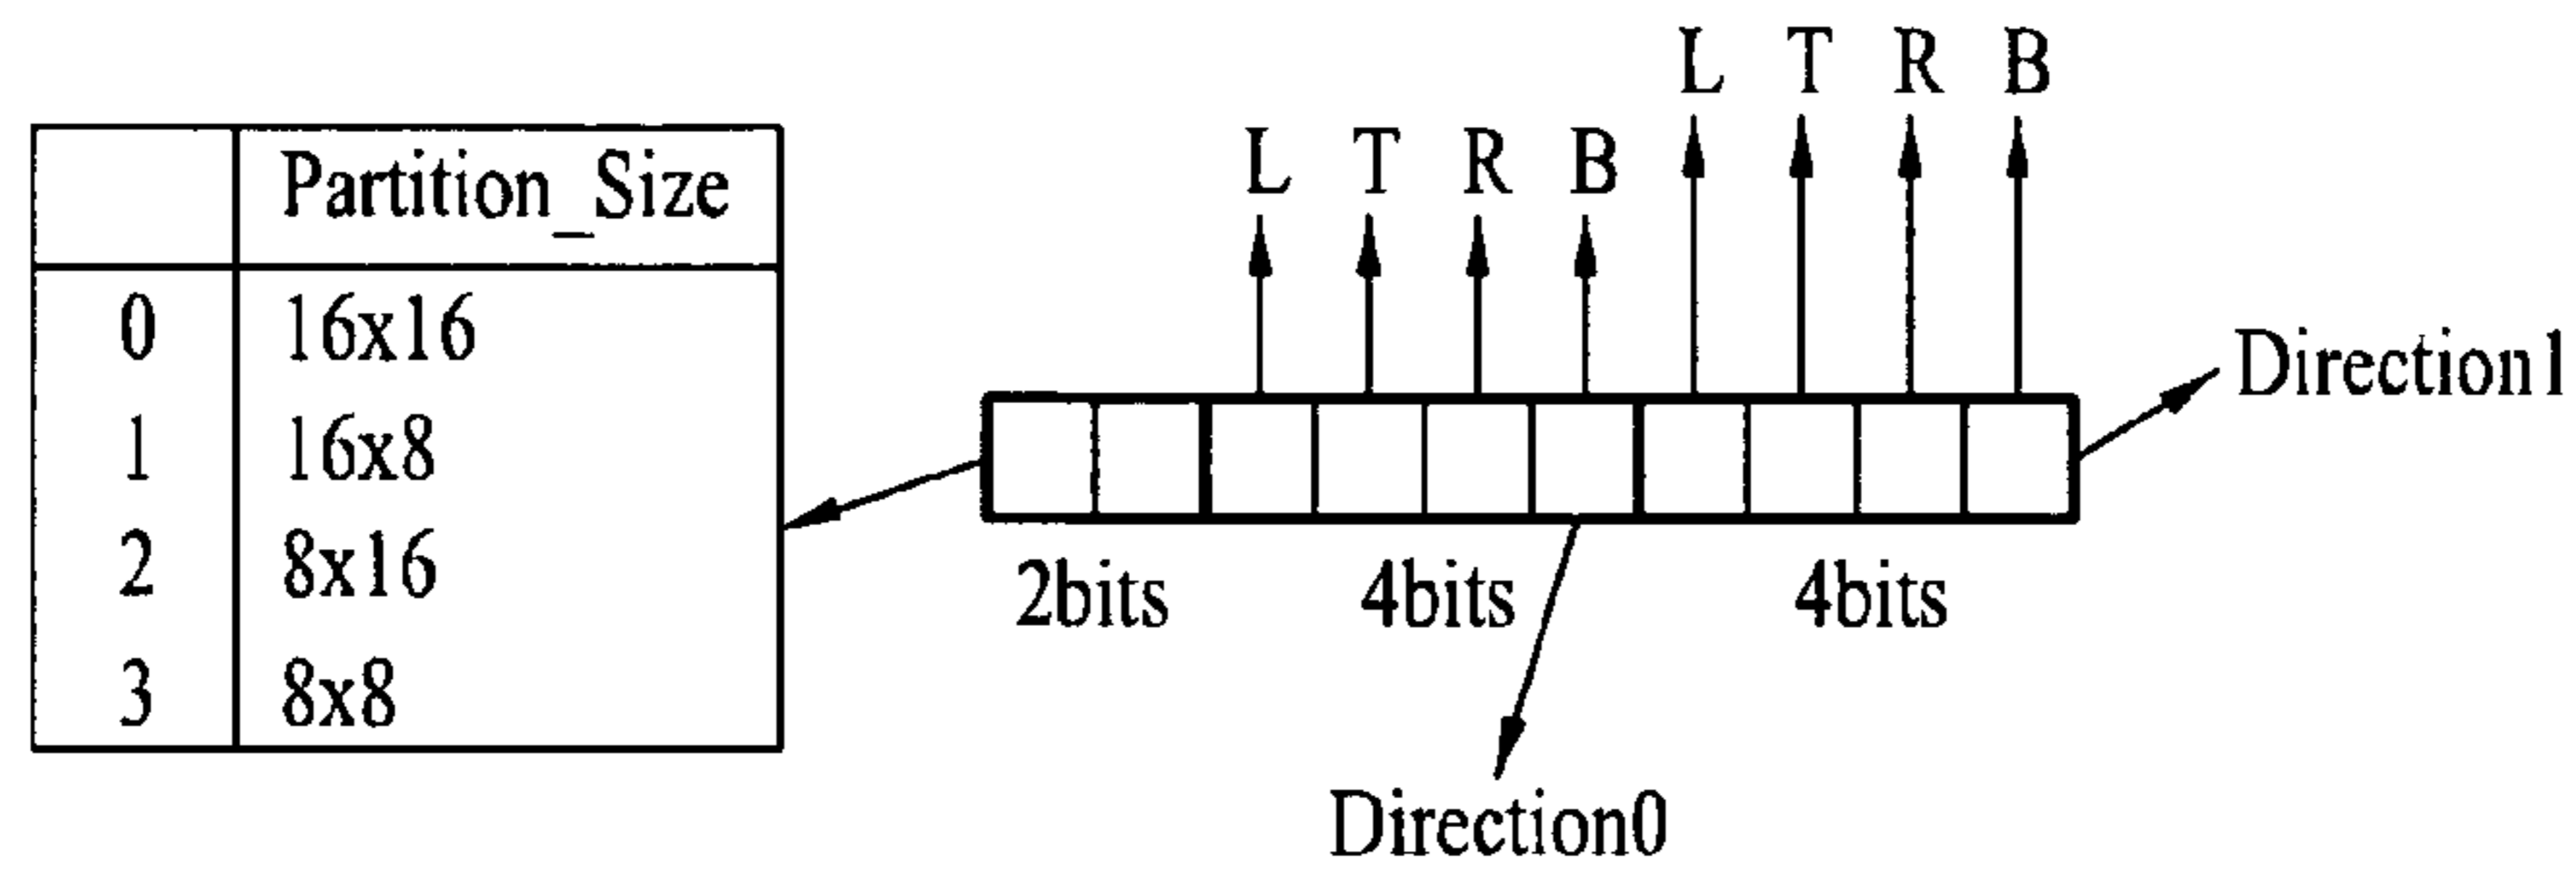 L T R B
L T R B
Partition_Size
0 16x16
1 16x8
2 8x16
3 8x8
Direction1
2bits 4bits 4bits
Direction0